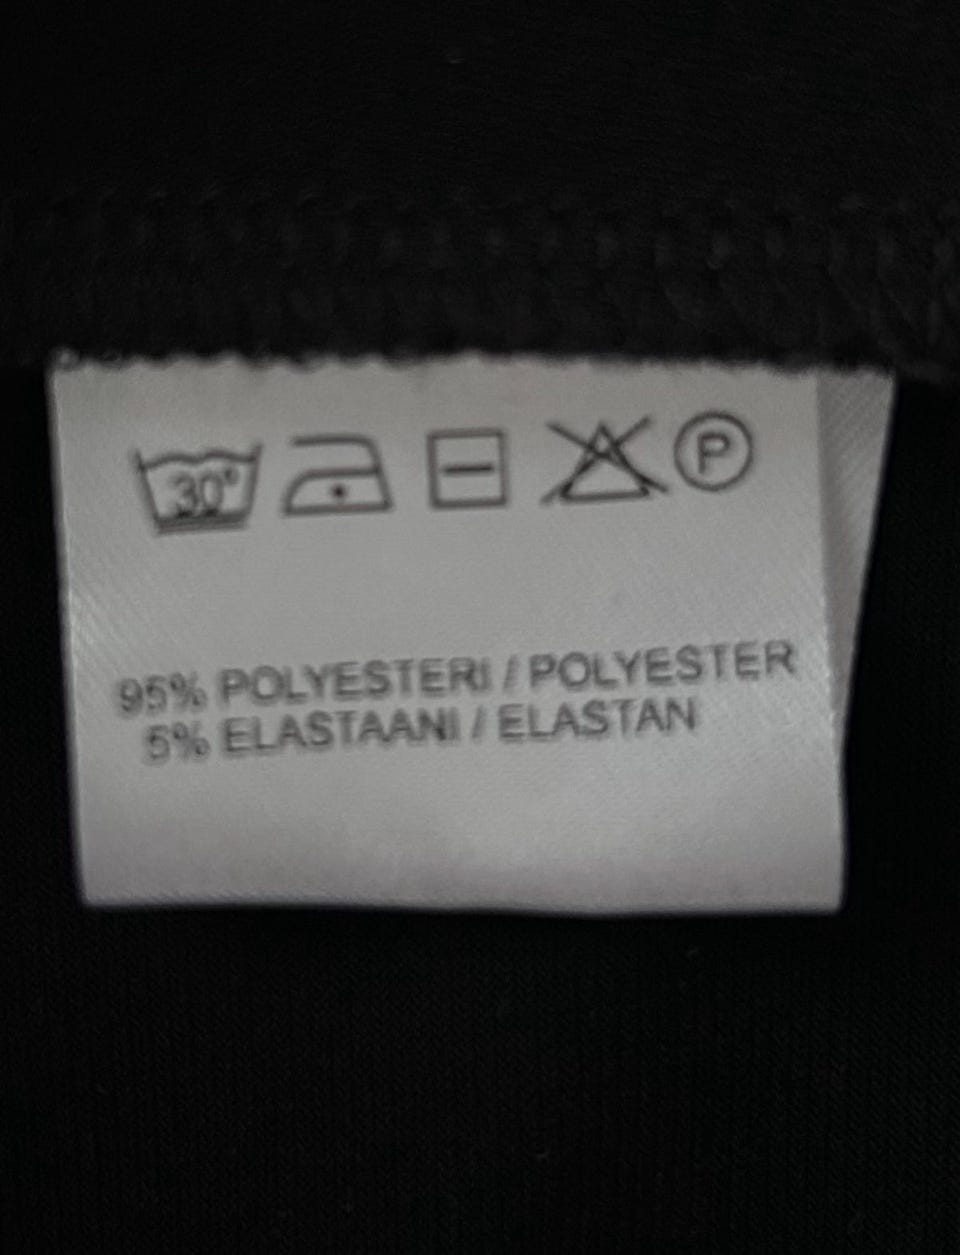 30°
P
95% POLYESTERI / POLYESTER
5% ELASTAANI / ELASTAN